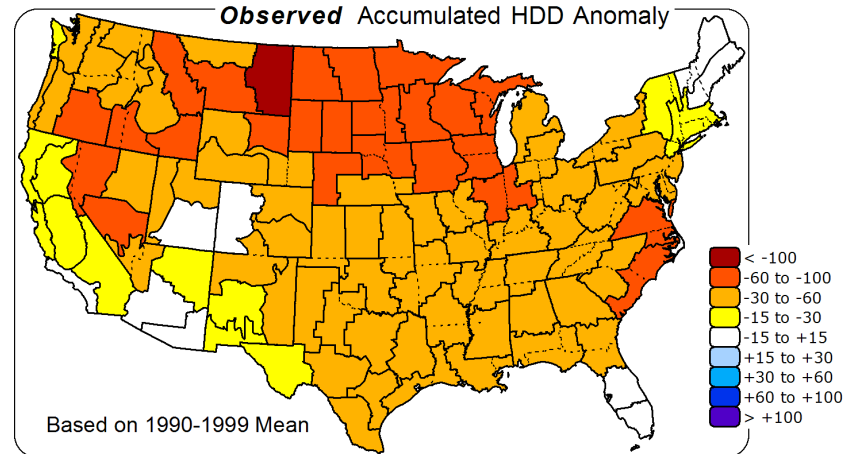 Observed Accumulated HDD Anomaly
< -100
-60 to -100
-30 to -60
-15 to -30
-15 to +15
+15 to +30
+30 to +60
+60 to +100
> +100
Based on 1990-1999 Mean